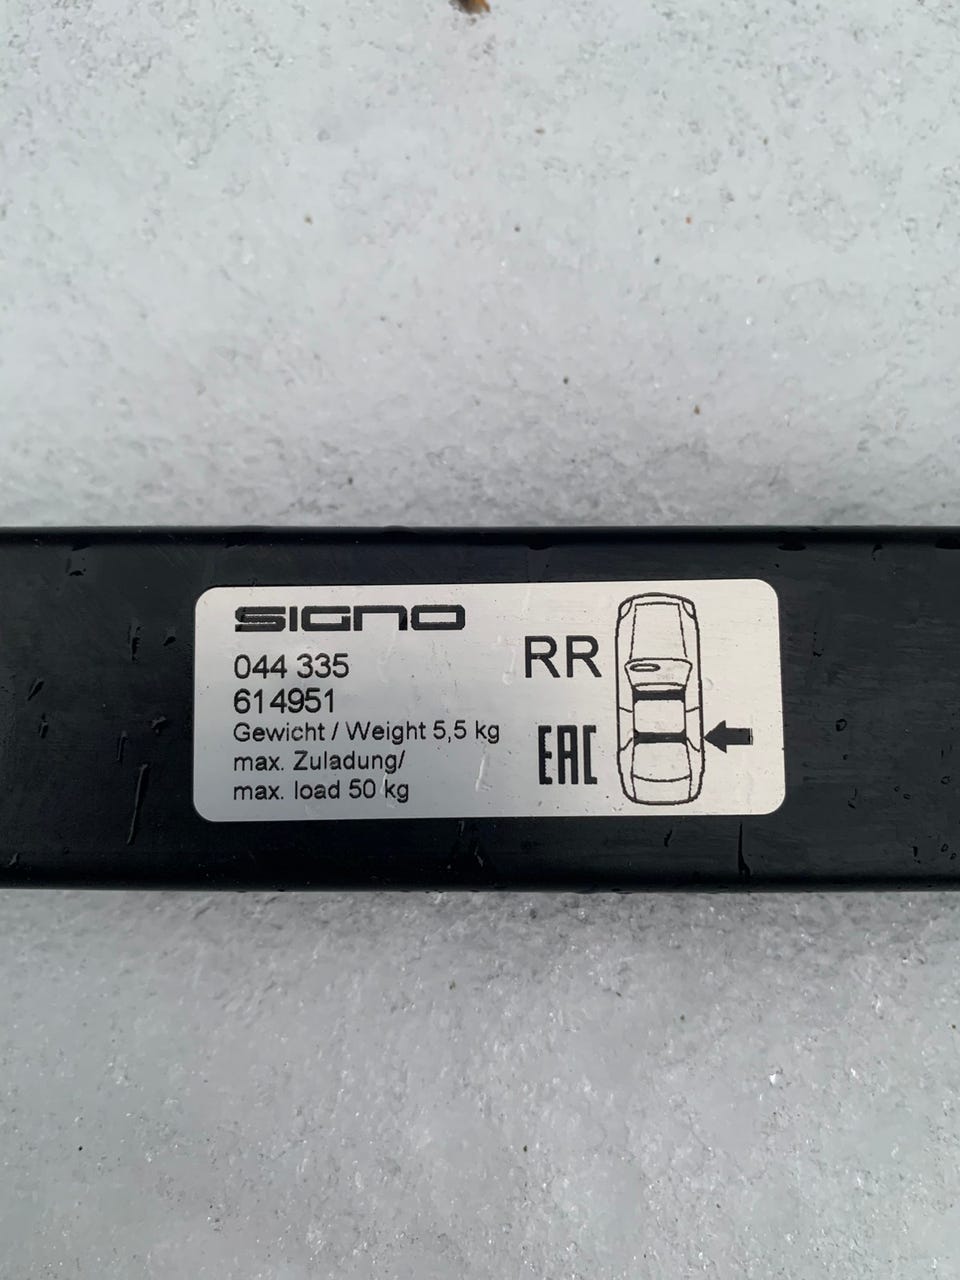 SIGNO
044 335
614951
Gewicht / Weight 5,5 kg
max. Zuladung/
max. load 50 kg
RR
EAC